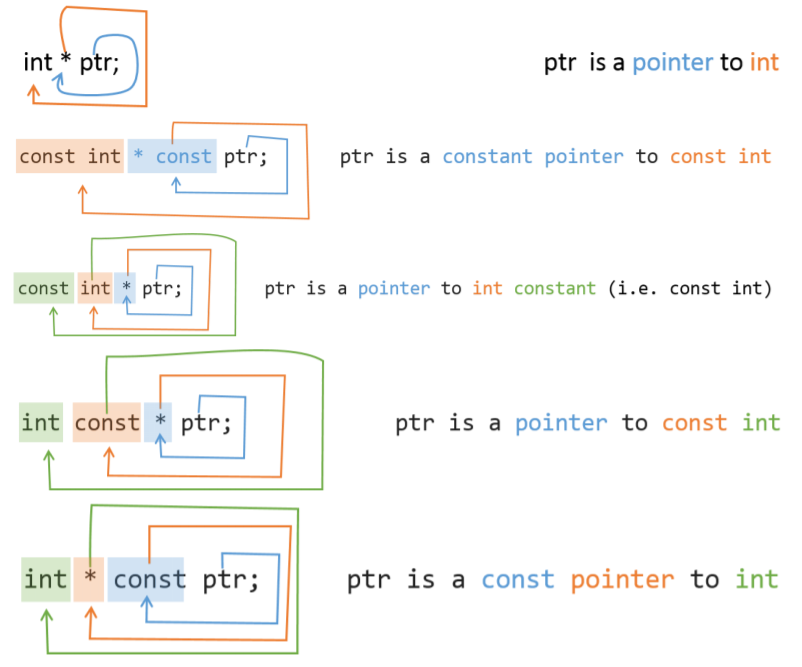 int * ptr; ptr is a pointer to int
const int * const ptr; ptr is a constant pointer to const int
const int * ptr; ptr is a pointer to int constant (i.e. const int)
int const * ptr; ptr is a pointer to const int
int * const ptr; ptr is a const pointer to int